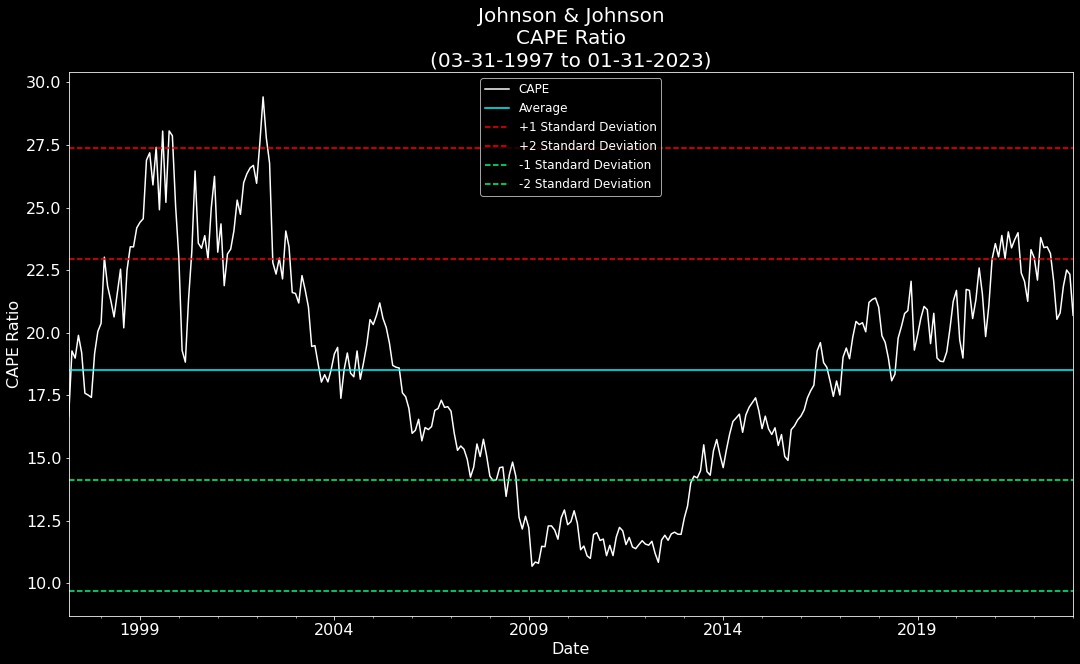 Johnson & Johnson
CAPE Ratio
(03-31-1997 to 01-31-2023)
CAPE
Average
+1 Standard Deviation
+2 Standard Deviation
-1 Standard Deviation
-2 Standard Deviation
30.0
27.5
25.0
22.5
20.0
17.5
15.0
12.5
10.0
CAPE Ratio
1999 2004 2009 2014 2019
Date